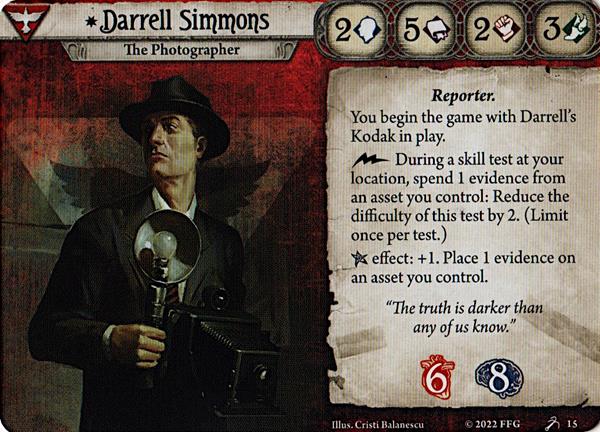 Darrell Simmons
The Photographer
2 5 2 3
Reporter.
You begin the game with Darrell's
Kodak in play.
During a skill test at your
location, spend 1 evidence from
an asset you control: Reduce the
difficulty of this test by 2. (Limit
once per test.)
effect: +1. Place 1 evidence on
an asset you control.
“The truth is darker than
any of us know.”
6 8
Illus. Cristi Balanescu © 2022 FFG 15